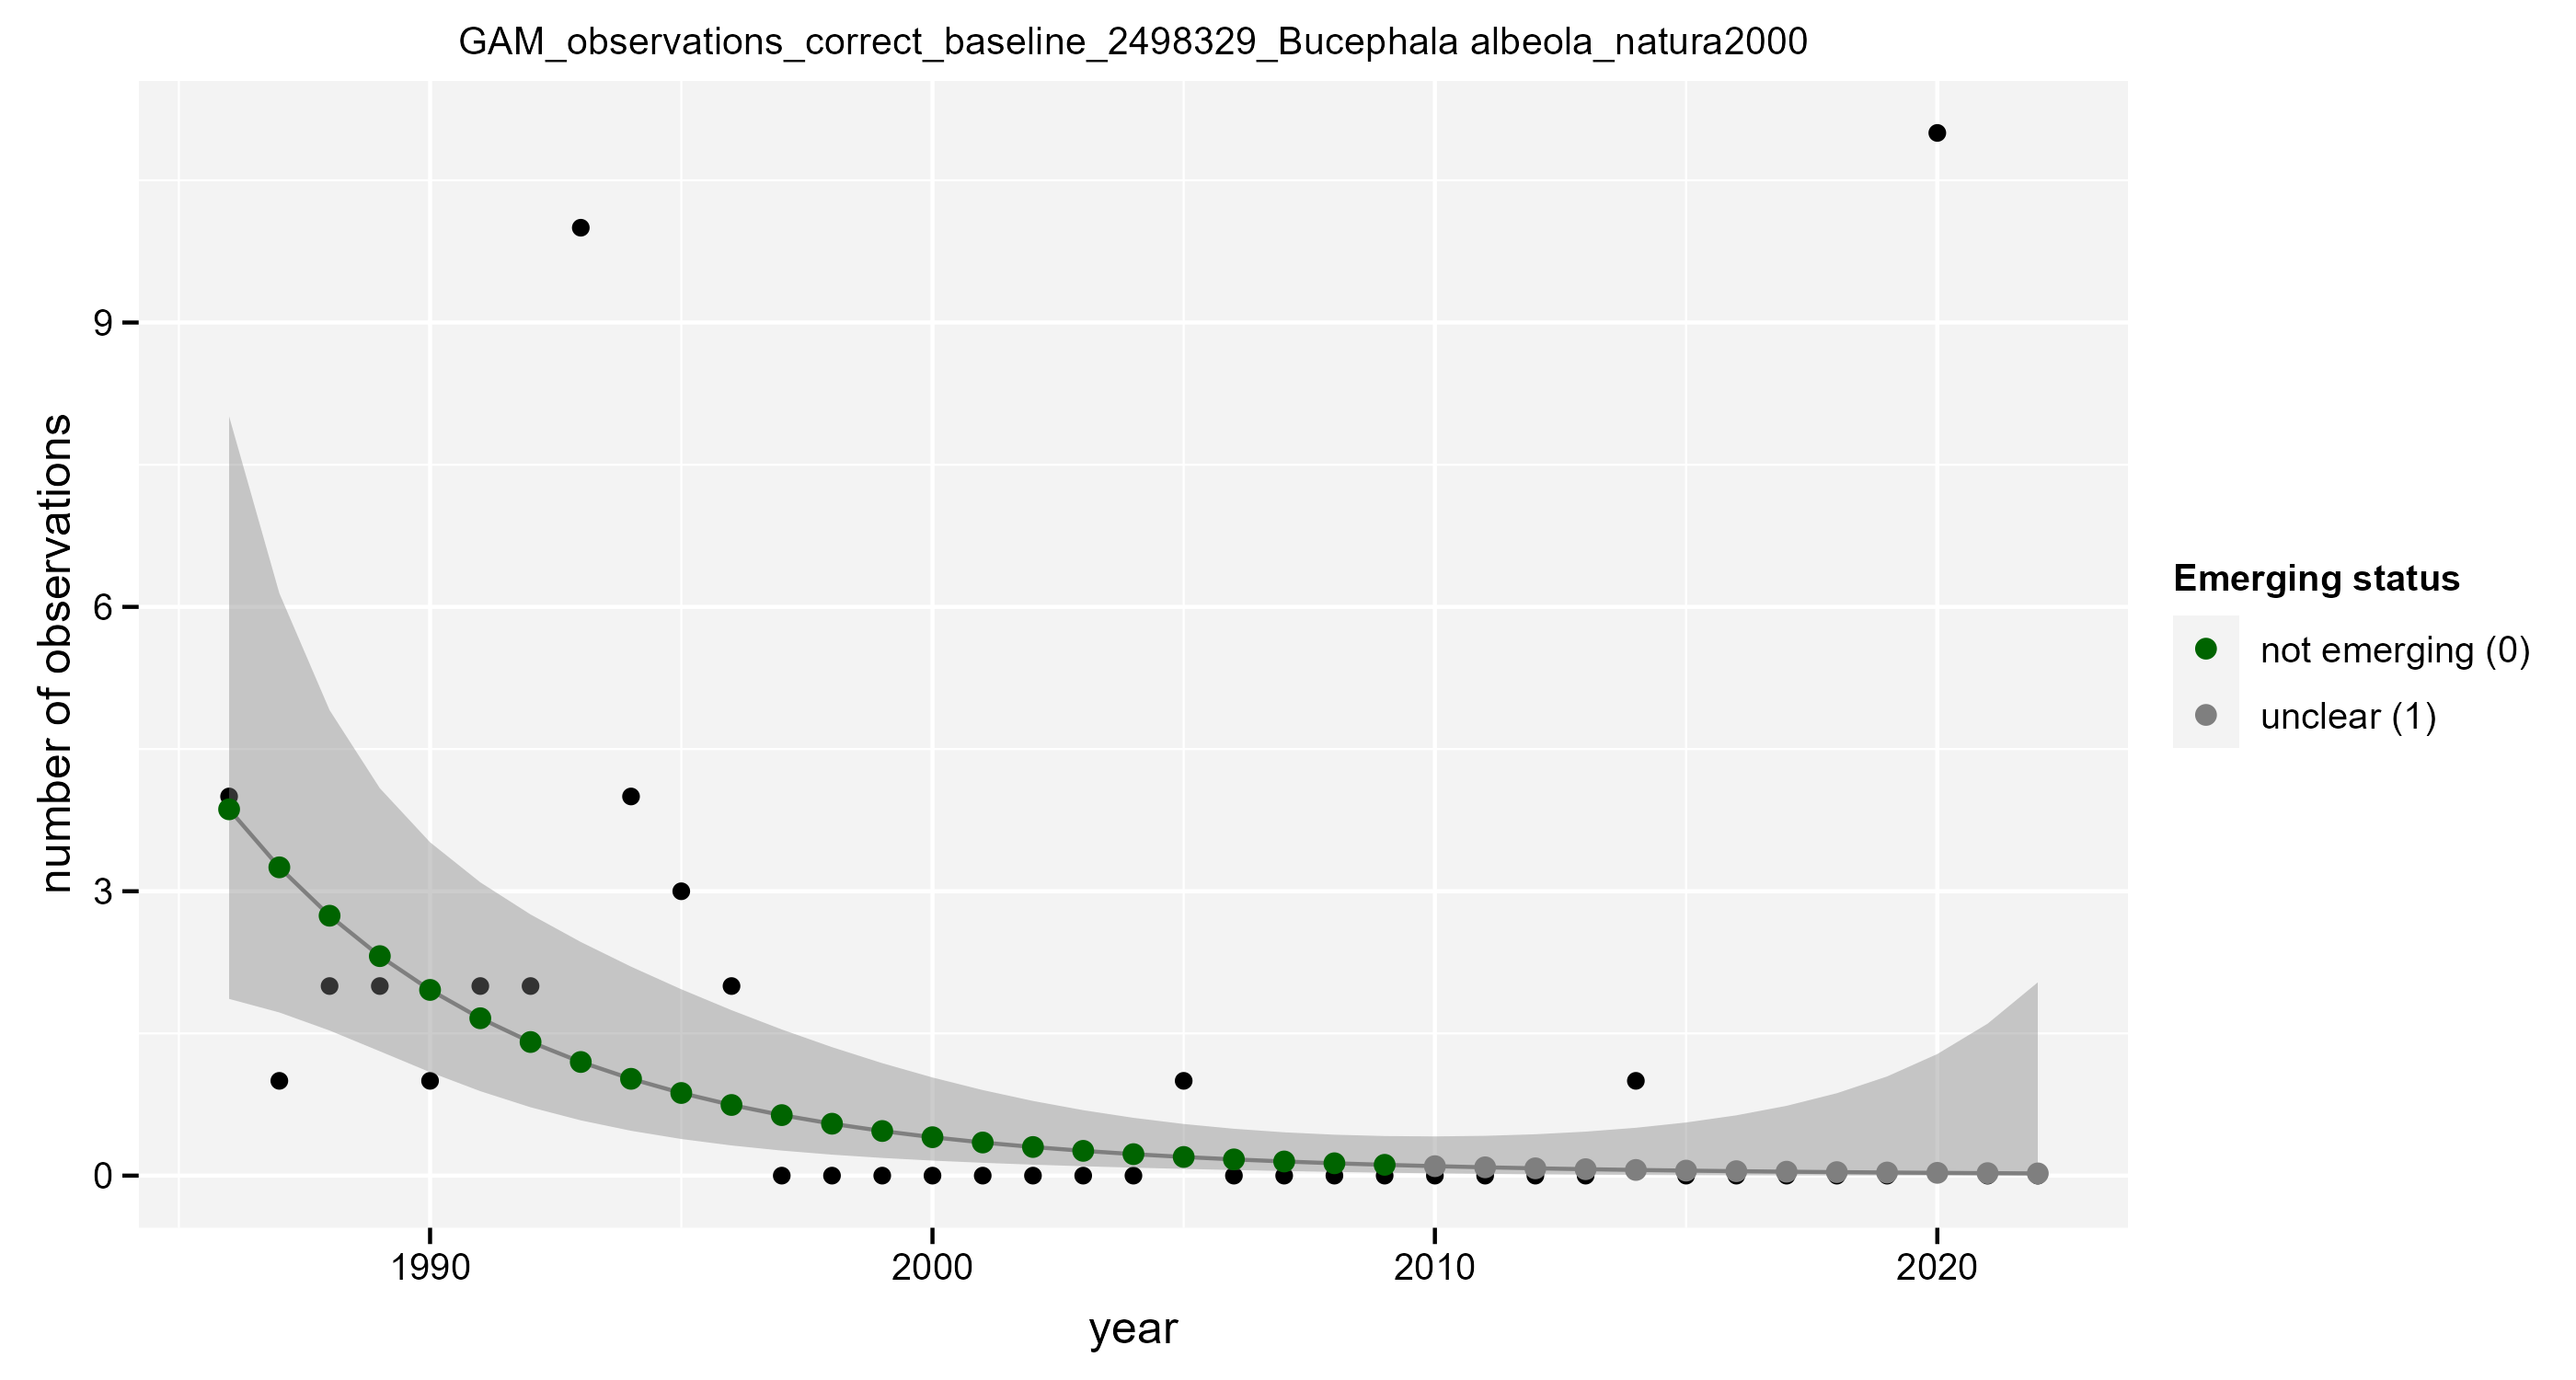 GAM_observations_correct_baseline_2498329_Bucephala albeola_natura2000
number of observations
9
6
3
0
1990
2000
2010
2020
year
Emerging status
not emerging (0)
unclear (1)